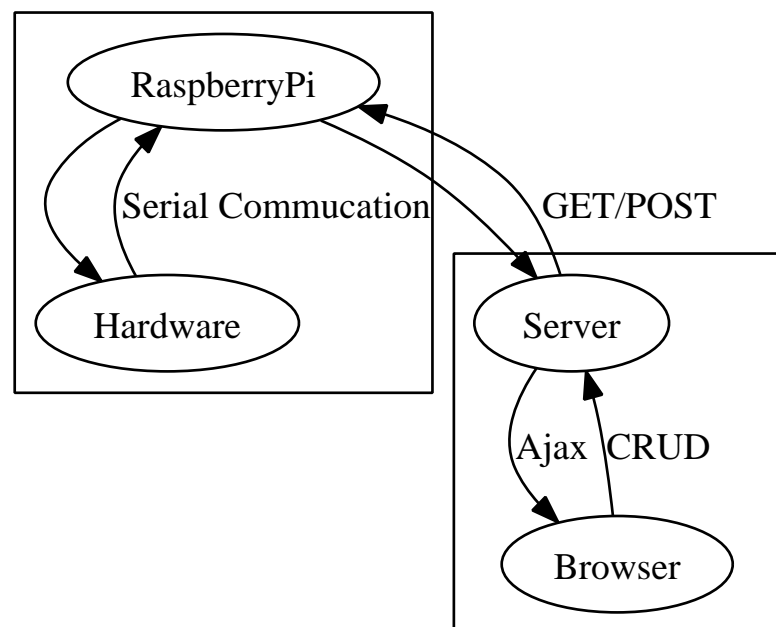 RaspberryPi
Serial Commucation
GET/POST
Hardware
Server
Ajax
CRUD
Browser